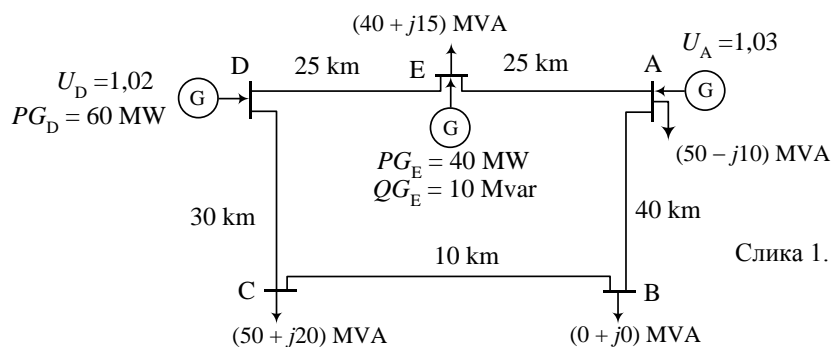 (40 + j15) MVA
U_A =1,03
D
25 km
E
25 km
A
U_D =1,02
PG_D = 60 MW
G
G
G
PG_E = 40 MW
QG_E = 10 Mvar
(50 – j10) MVA
30 km
40 km
10 km
Слика 1.
C
B
(50 + j20) MVA
(0 + j0) MVA